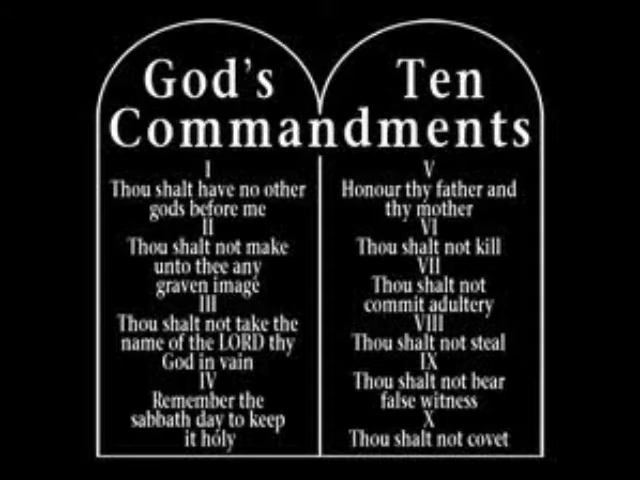 God's Ten
Commandments
I
Thou shalt have no other
gods before me
II
Thou shalt not make
unto thee any
graven image
III
Thou shalt not take the
name of the LORD thy
God in vain
IV
Remember the
sabbath day to keep
it holy
V
Honour thy father and
thy mother
VI
Thou shalt not kill
VII
Thou shalt not
commit adultery
VIII
Thou shalt not steal
IX
Thou shalt not bear
false witness
X
Thou shalt not covet